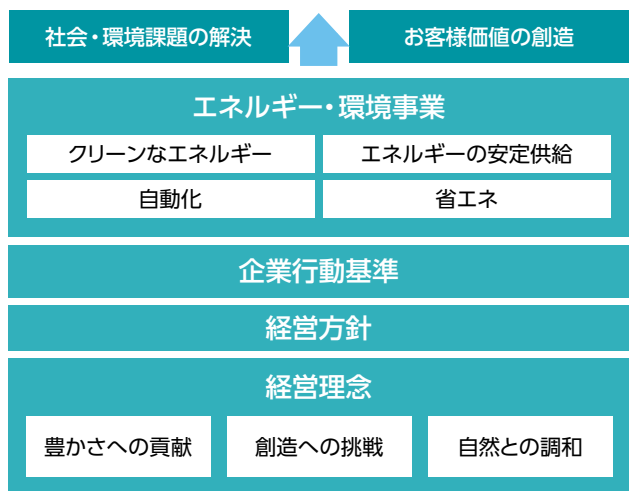 社会・環境課題の解決
お客様価値の創造
エネルギー・環境事業
クリーンなエネルギー
エネルギーの安定供給
自動化
省エネ
企業行動基準
経営方針
経営理念
豊かさへの貢献
創造への挑戦
自然との調和